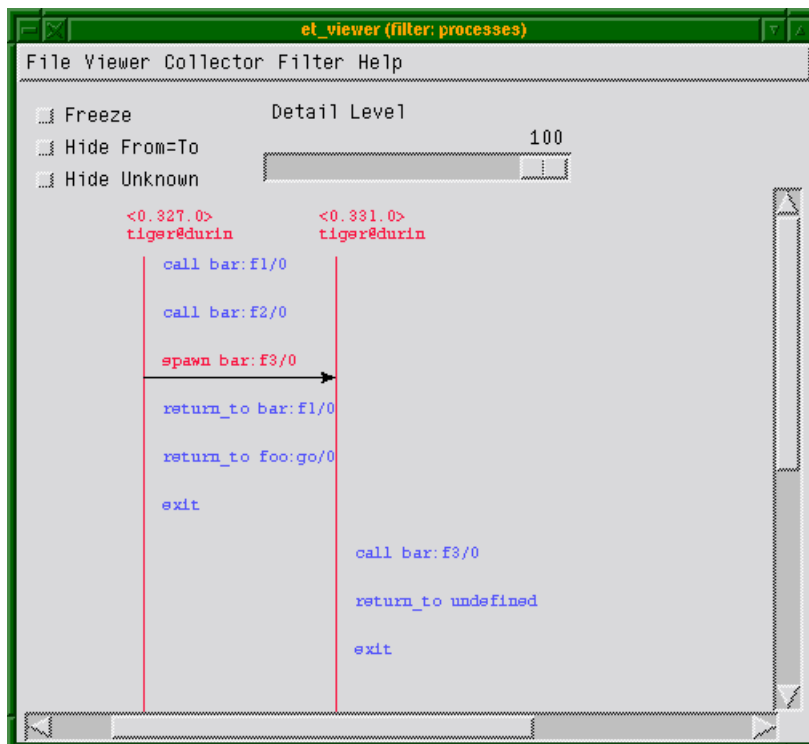 et_viewer (filter: processes)
File Viewer Collector Filter Help
Freeze
Detail Level
Hide From=To
100
Hide Unknown
<0.327.0>
<0.331.0>
tiger@durin
tiger@durin
call bar:f1/0
call bar:f2/0
spawn bar:f3/0
return_to bar:f1/0
return_to foo:go/0
exit
call bar:f3/0
return_to undefined
exit